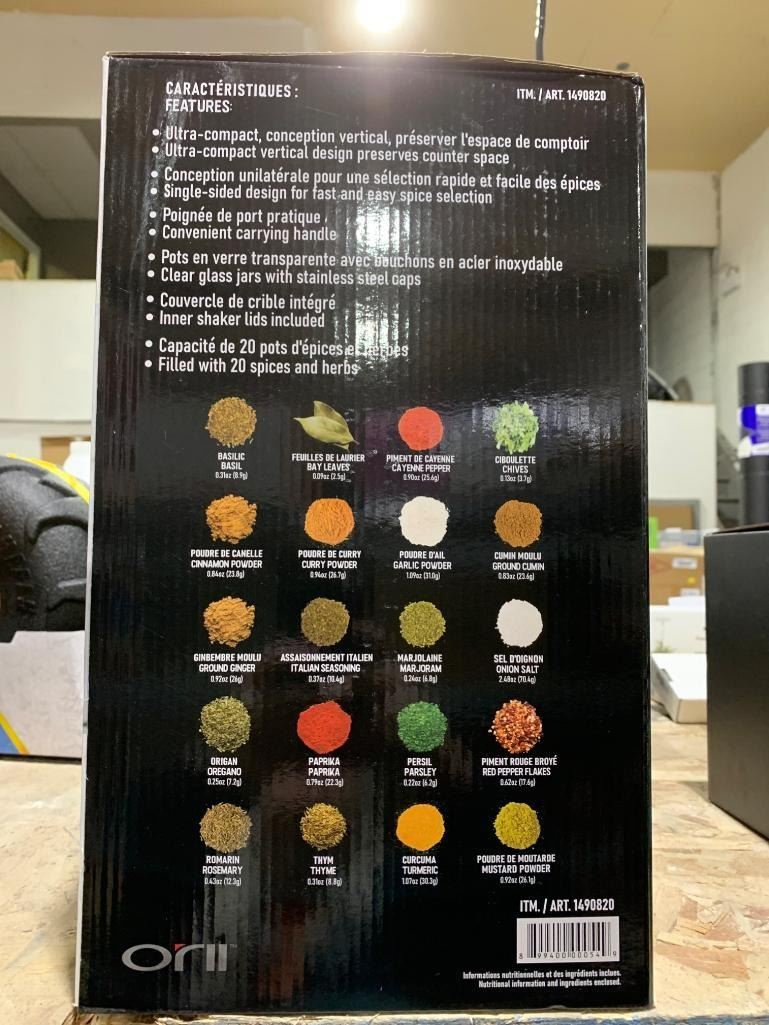 CARACTÉRISTIQUES :
FEATURES:
ITM. / ART. 1490820
• Ultra-compact, conception vertical, préserver l'espace de comptoir
• Ultra-compact vertical design preserves counter space
• Conception unilatérale pour une sélection rapide et facile des épices
• Single-sided design for fast and easy spice selection
• Poignée de port pratique
• Convenient carrying handle
• Pots en verre transparente avec bouchons en acier inoxydable
• Clear glass jars with stainless steel caps
• Couvercle de crible intégré
• Inner shaker lids included
• Capacité de 20 pots d'épices et herbes
• Filled with 20 spices and herbs
BASILIC
BASIL
0.31oz (8.9g)
FEUILLES DE LAURIER
BAY LEAVES
0.09oz (2.5g)
PIMENT DE CAYENNE
CAYENNE PEPPER
0.90oz (25.6g)
CIBOULETTE
CHIVES
0.13oz (3.7g)
POUDRE DE CANELLE
CINNAMON POWDER
0.84oz (23.8g)
POUDRE DE CURRY
CURRY POWDER
0.94oz (26.7g)
POUDRE D'AIL
GARLIC POWDER
1.09oz (31.0g)
CUMIN MOULU
GROUND CUMIN
0.83oz (23.6g)
GINBEMBRE MOULU
GROUND GINGER
0.92oz (26g)
ASSAISONNEMENT ITALIEN
ITALIAN SEASONING
0.37oz (10.4g)
MARJOLAINE
MARJORAM
0.24oz (6.8g)
SEL D'OIGNON
ONION SALT
2.48oz (70.4g)
ORIGAN
OREGANO
0.25oz (7.2g)
PAPRIKA
PAPRIKA
0.79oz (22.3g)
PERSIL
PARSLEY
0.22oz (6.2g)
PIMENT ROUGE BROYÉ
RED PEPPER FLAKES
0.62oz (17.6g)
ROMARIN
ROSEMARY
0.43oz (12.3g)
THYM
THYME
0.31oz (8.8g)
CURCUMA
TURMERIC
1.07oz (30.3g)
POUDRE DE MOUTARDE
MUSTARD POWDER
0.92oz (26.1g)
ITM. / ART. 1490820
8 99400 00054 9
orii™
Informations nutritionnelles et des ingrédients inclues.
Nutritional information and ingredients enclosed.